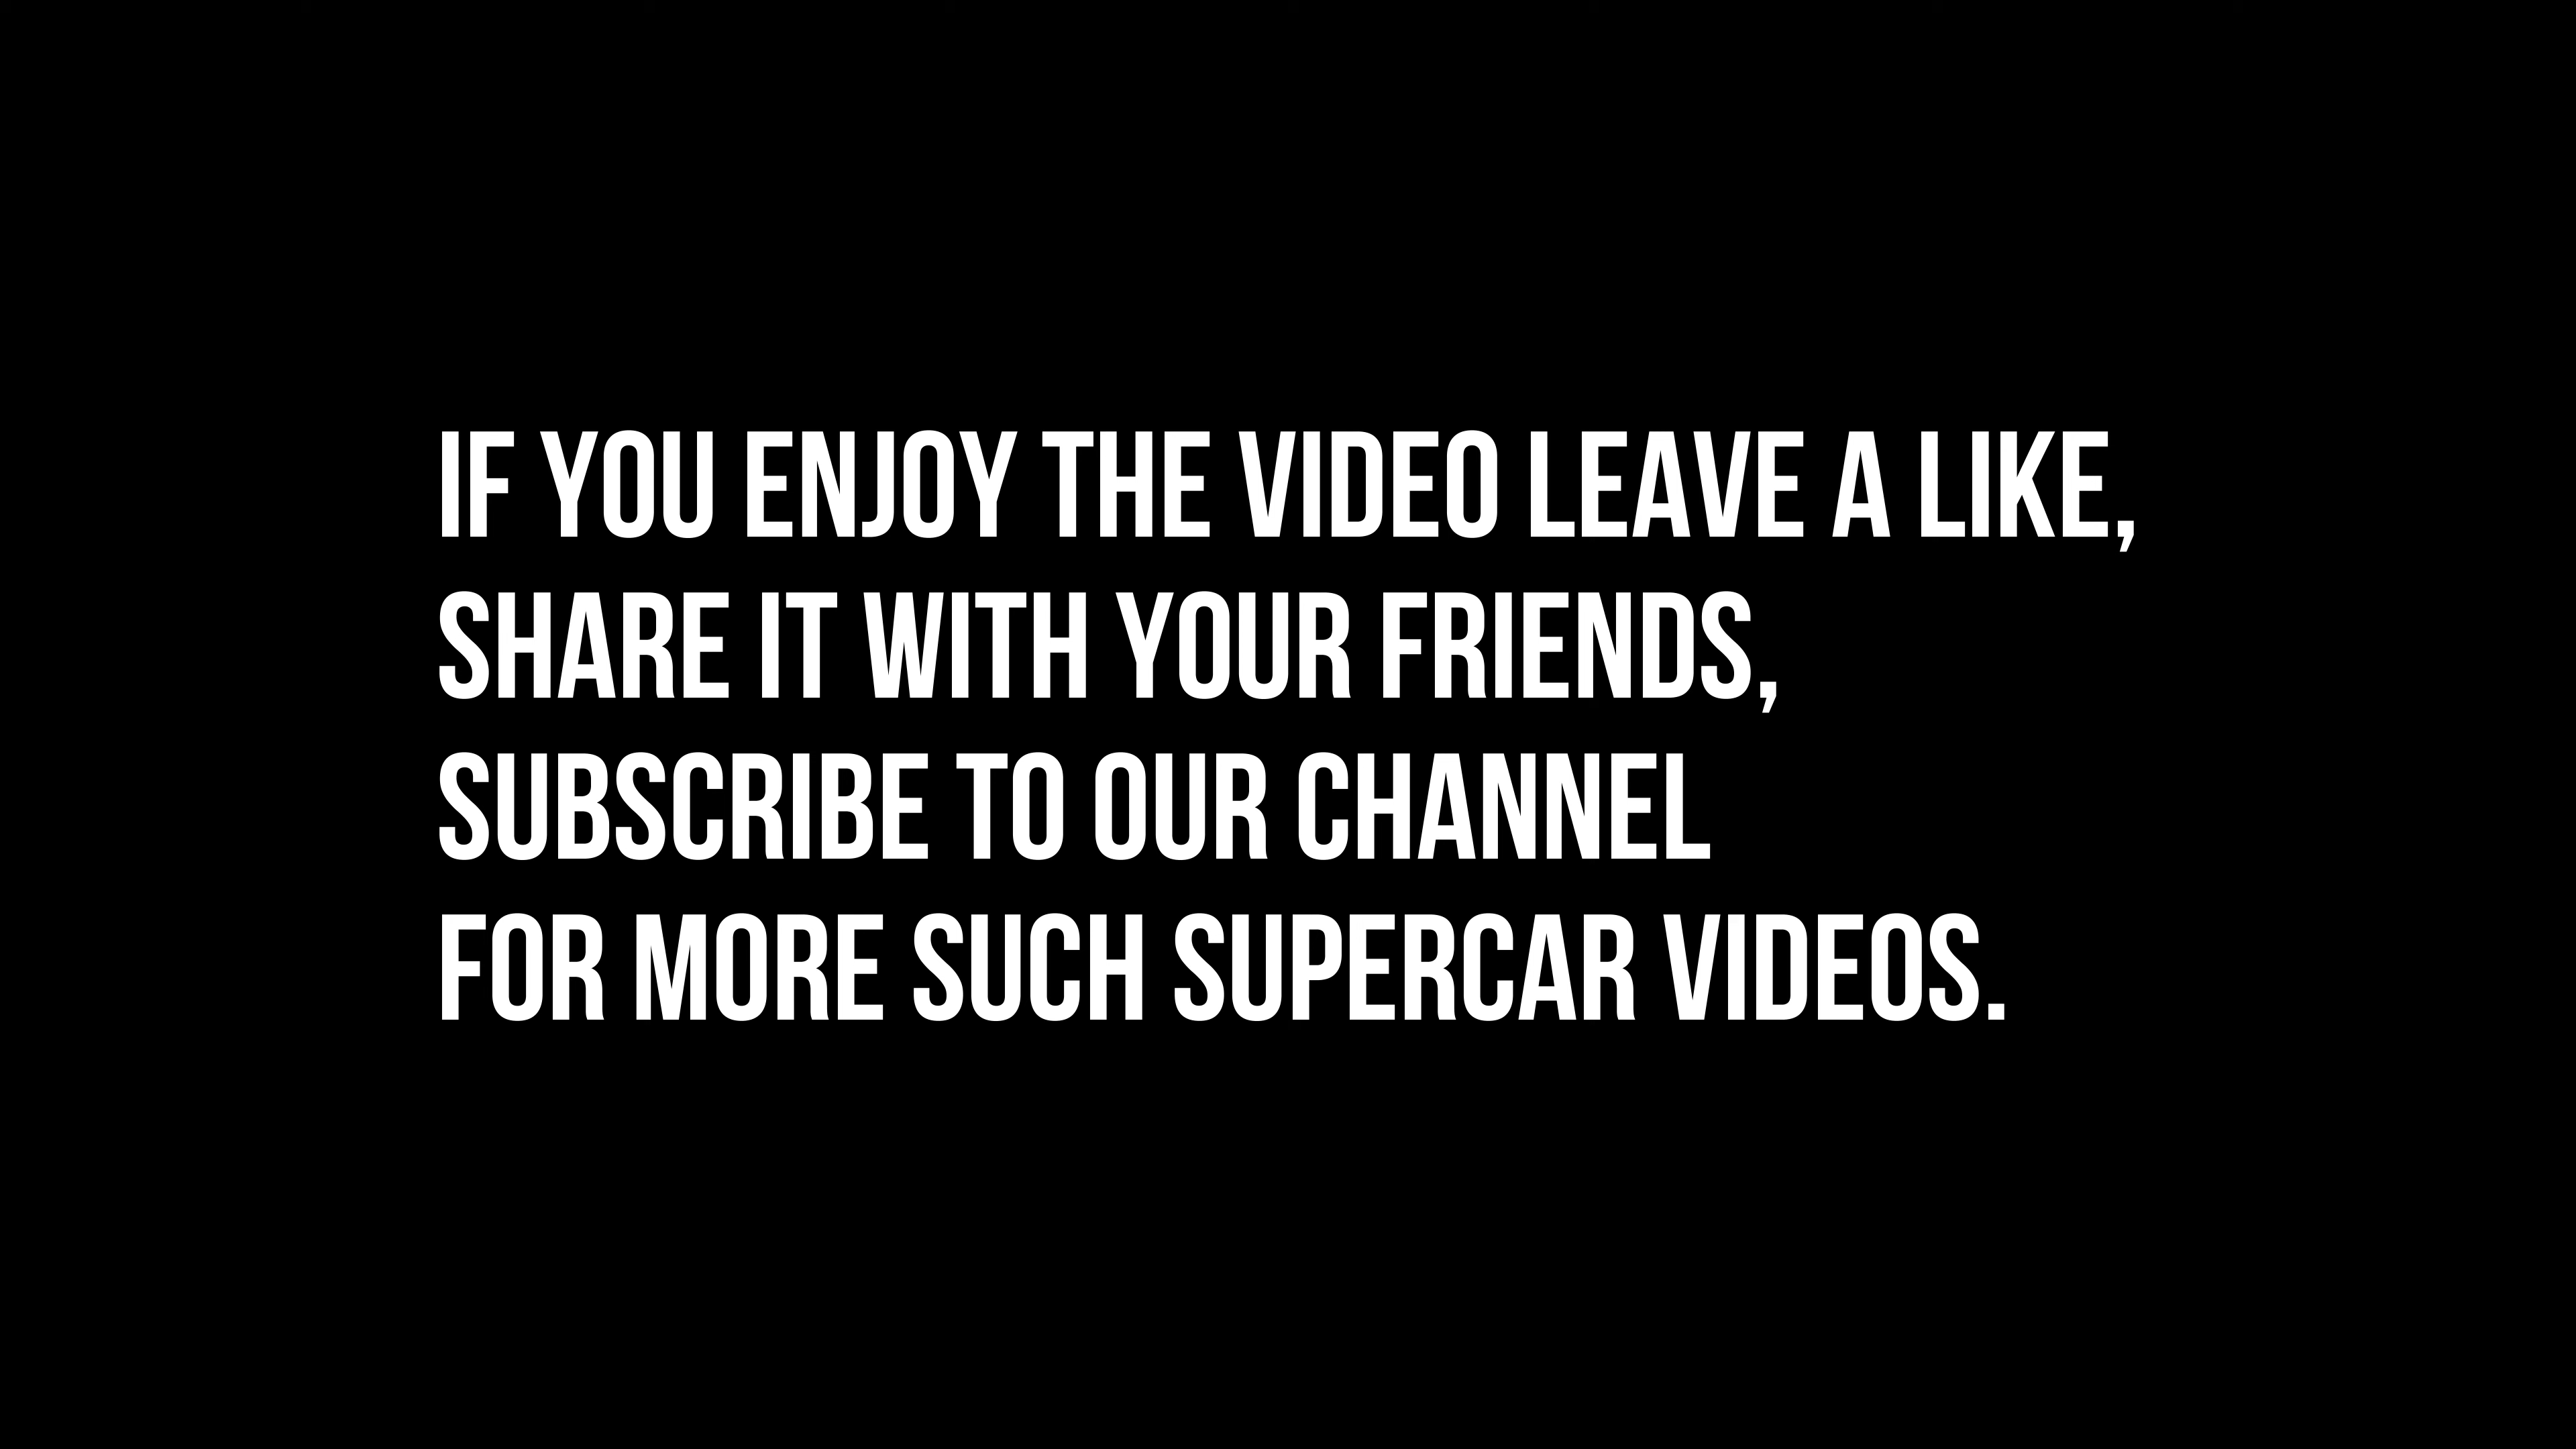 IF YOU ENJOY THE VIDEO LEAVE A LIKE,
SHARE IT WITH YOUR FRIENDS,
SUBSCRIBE TO OUR CHANNEL
FOR MORE SUCH SUPERCAR VIDEOS.